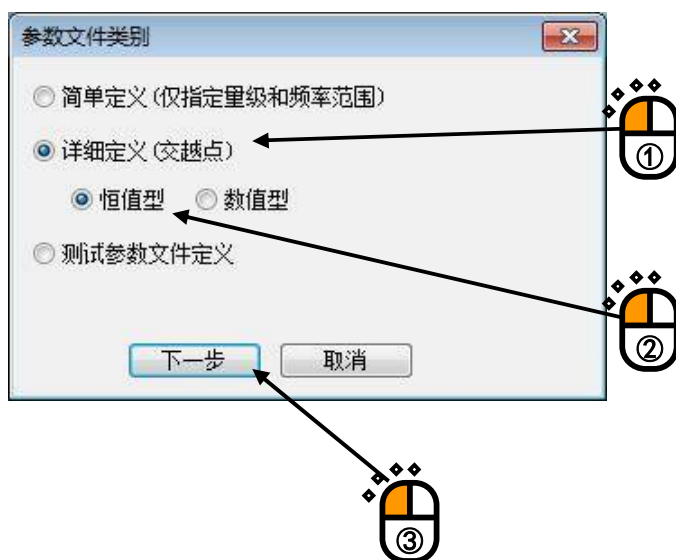 参数文件类别
简单定义(仅指定量级和频率范围)
详细定义(交越点)
恒值型 数值型
测试参数文件定义
下一步 取消
①
②
③